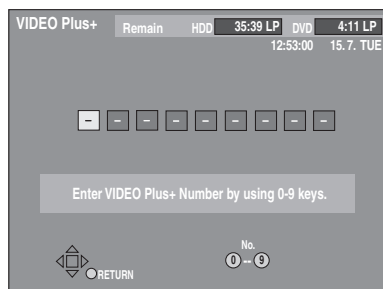 VIDEO Plus+ Remain HDD 35:39 LP DVD 4:11 LP
12:53:00 15. 7. TUE
– – – – – – – – –
Enter VIDEO Plus+ Number by using 0-9 keys.
No.
RETURN 0 -- 9